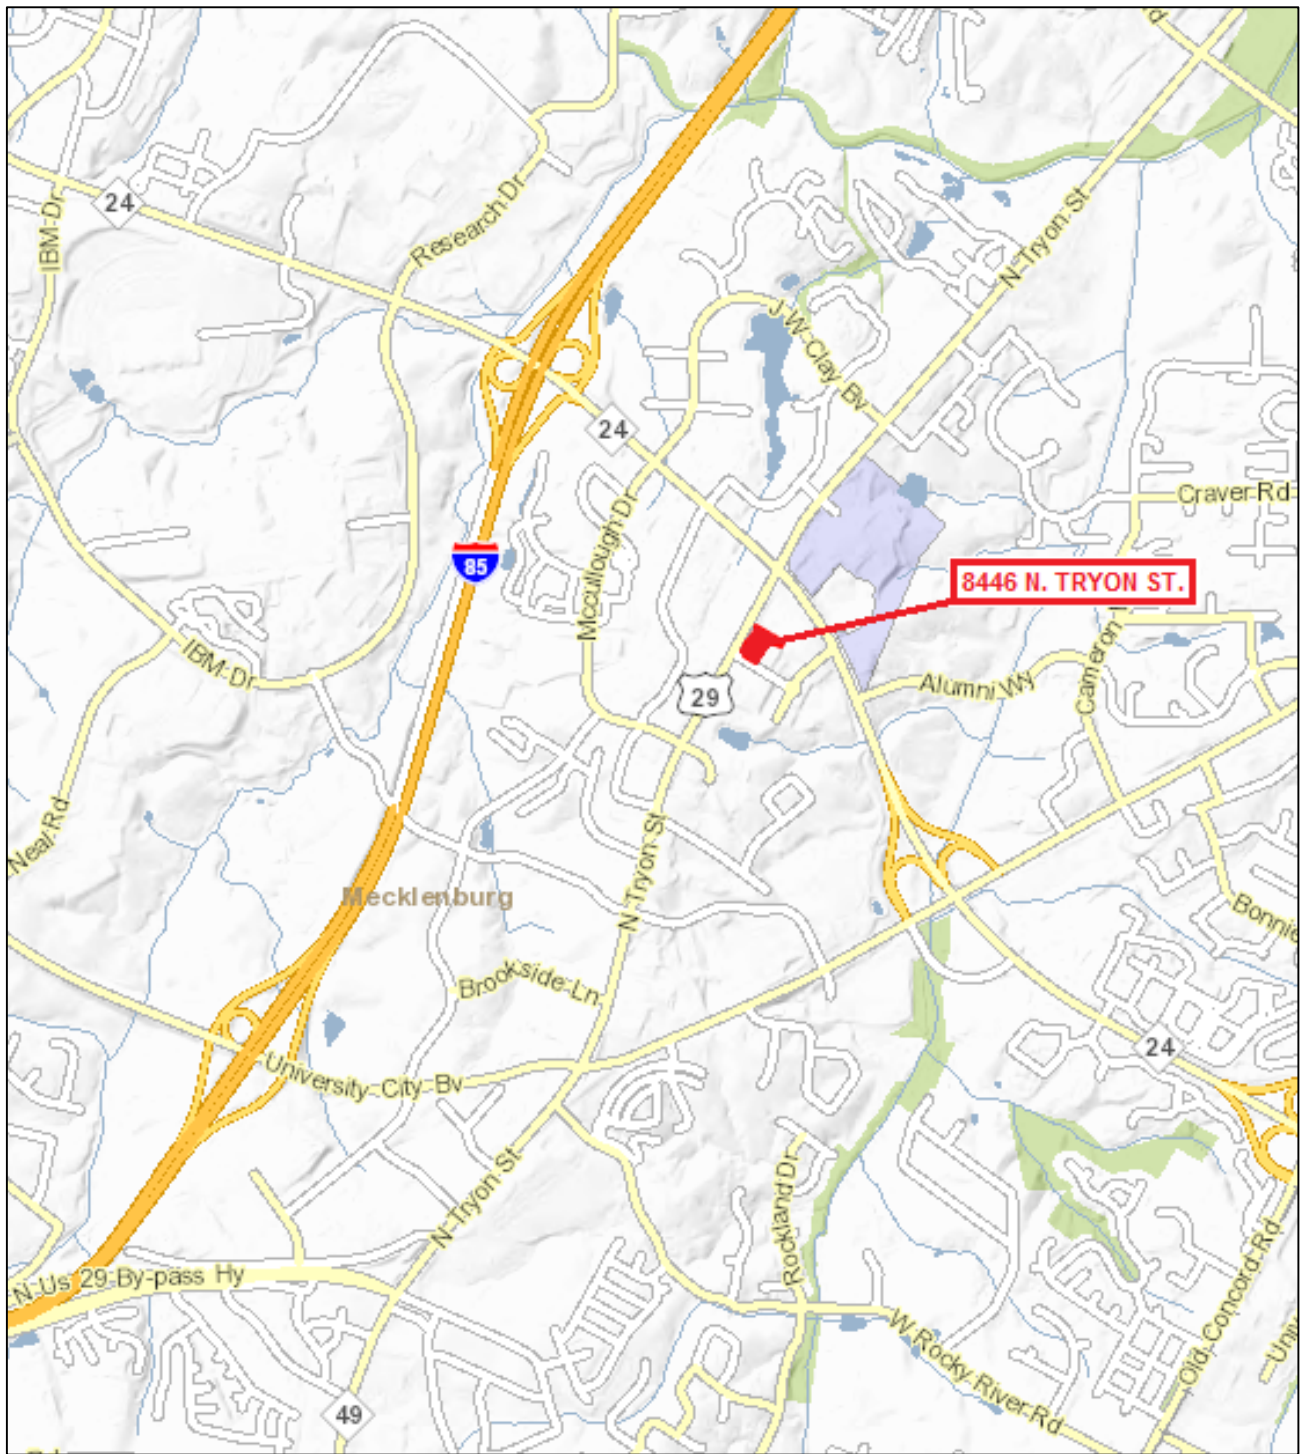 24
IBM Dr
Research Dr
N Tryon St
J W Clay Bv
24
Craver Rd
Mccullough Dr
85
8446 N. TRYON ST.
IBM Dr
29
Alumni Wy
Cameron
Neal Rd
N Tryon St
Mecklenburg
Bonnie
Brookside Ln
24
University City Bv
N Tryon St
Rockland Dr
N Us 29 By-pass Hy
Old Concord Rd
W Rocky River Rd
Univ
49